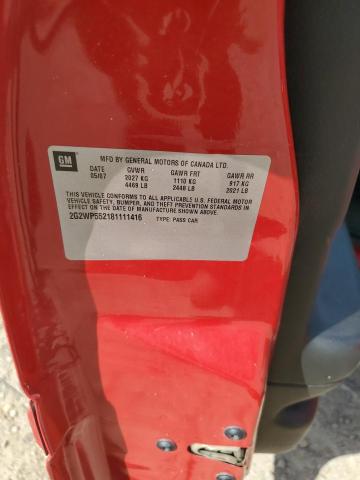 GM
MFD BY GENERAL MOTORS OF CANADA LTD.
DATE GVWR GAWR FRT GAWR RR
05/07 2027 KG 1110 KG 917 KG
4469 LB 2448 LB 2021 LB
THIS VEHICLE CONFORMS TO ALL APPLICABLE U.S. FEDERAL MOTOR
VEHICLE SAFETY, BUMPER, AND THEFT PREVENTION STANDARDS
IN EFFECT ON THE DATE OF MANUFACTURE SHOWN ABOVE.
2G2WP552181111416 TYPE: PASS CAR